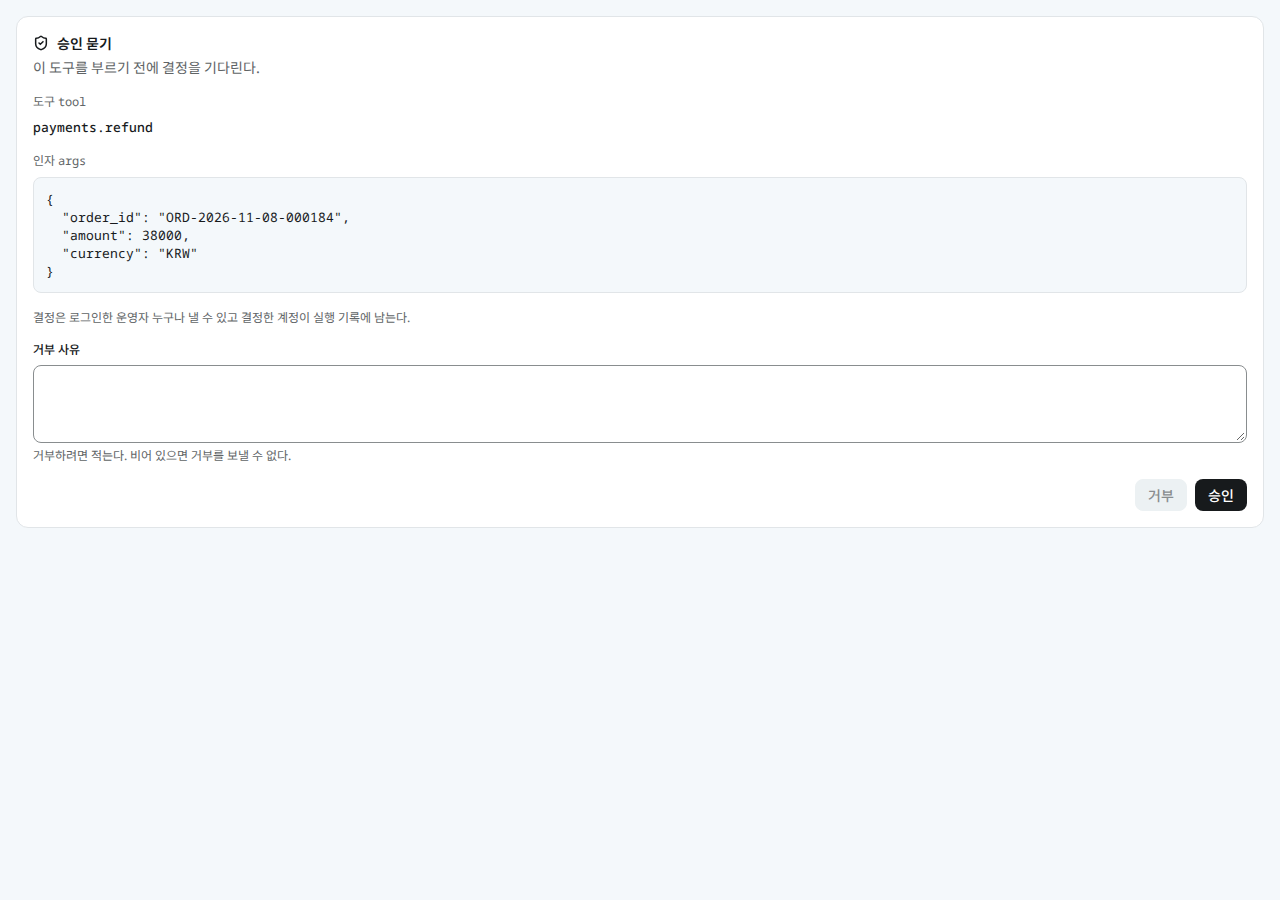 승인 묻기
이 도구를 부르기 전에 결정을 기다린다.
도구 tool
payments.refund
인자 args
{
  "order_id": "ORD-2026-11-08-000184",
  "amount": 38000,
  "currency": "KRW"
}
결정은 로그인한 운영자 누구나 낼 수 있고 결정한 계정이 실행 기록에 남는다.
거부 사유
거부하려면 적는다. 비어 있으면 거부를 보낼 수 없다.
거부 승인